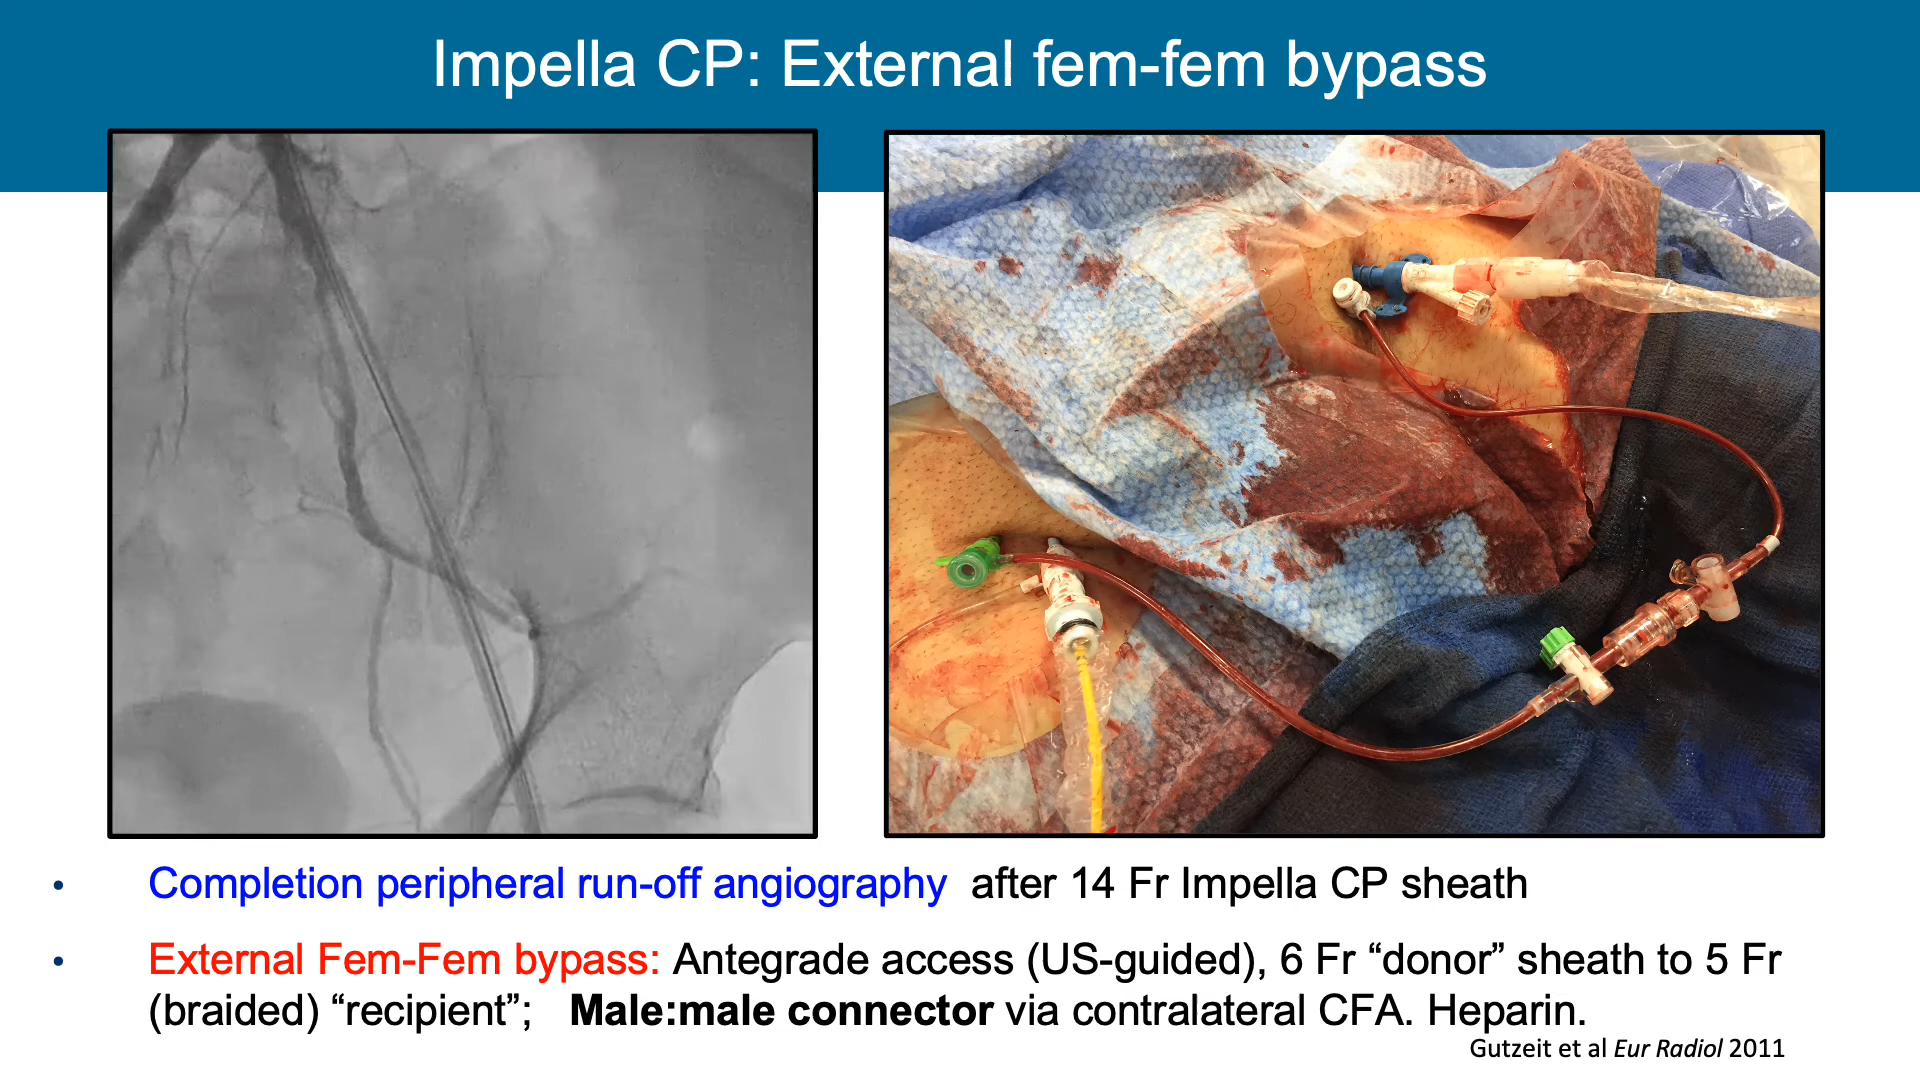 Impella CP: External fem-fem bypass
• Completion peripheral run-off angiography after 14 Fr Impella CP sheath
• External Fem-Fem bypass: Antegrade access (US-guided), 6 Fr “donor” sheath to 5 Fr
(braided) “recipient”; Male:male connector via contralateral CFA. Heparin.
Gutzeit et al Eur Radiol 2011